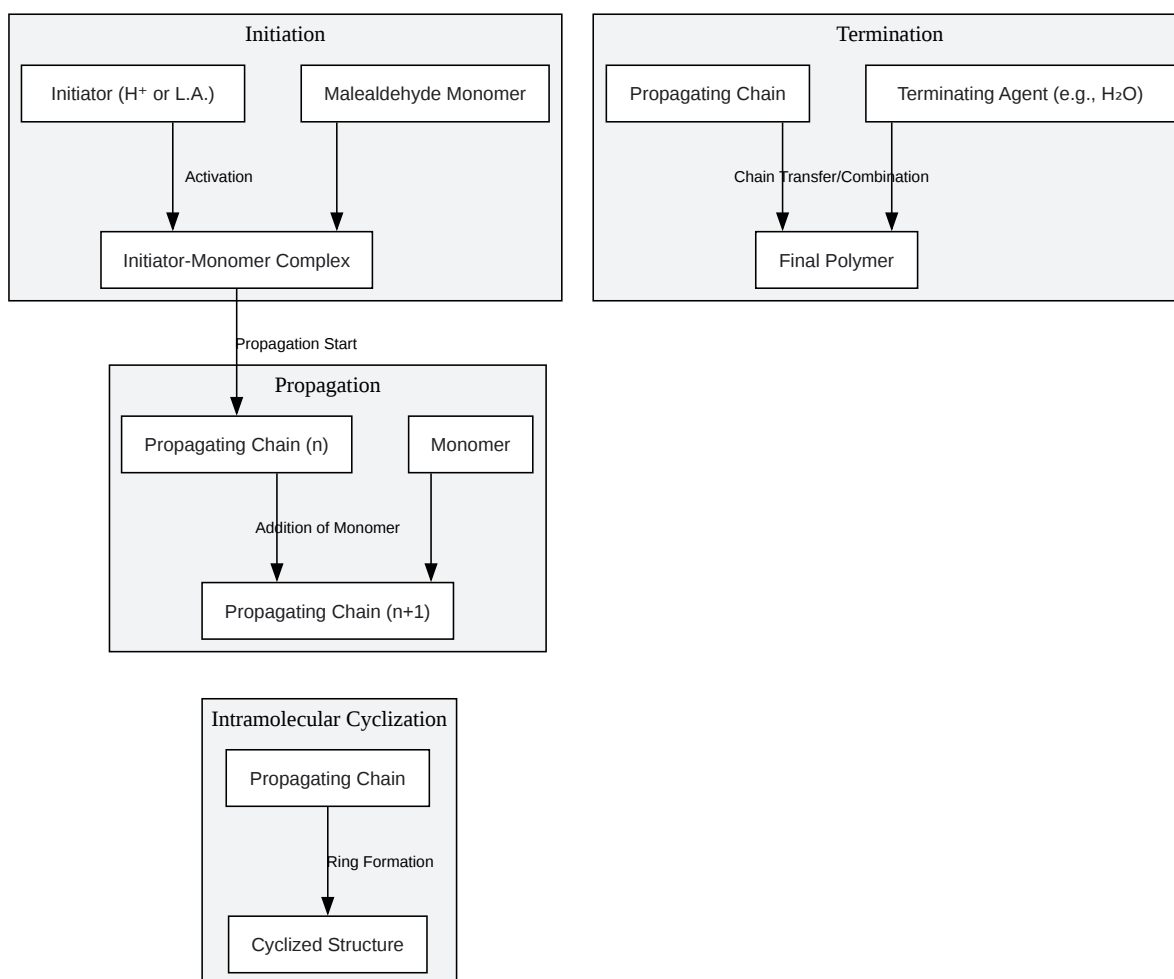 Initiation
Initiator (H⁺ or L.A.)
Malealdehyde Monomer
Activation
Initiator-Monomer Complex
Propagation Start
Propagation
Propagating Chain (n)
Monomer
Addition of Monomer
Propagating Chain (n+1)
Intramolecular Cyclization
Propagating Chain
Ring Formation
Cyclized Structure
Termination
Propagating Chain
Terminating Agent (e.g., H₂O)
Chain Transfer/Combination
Final Polymer